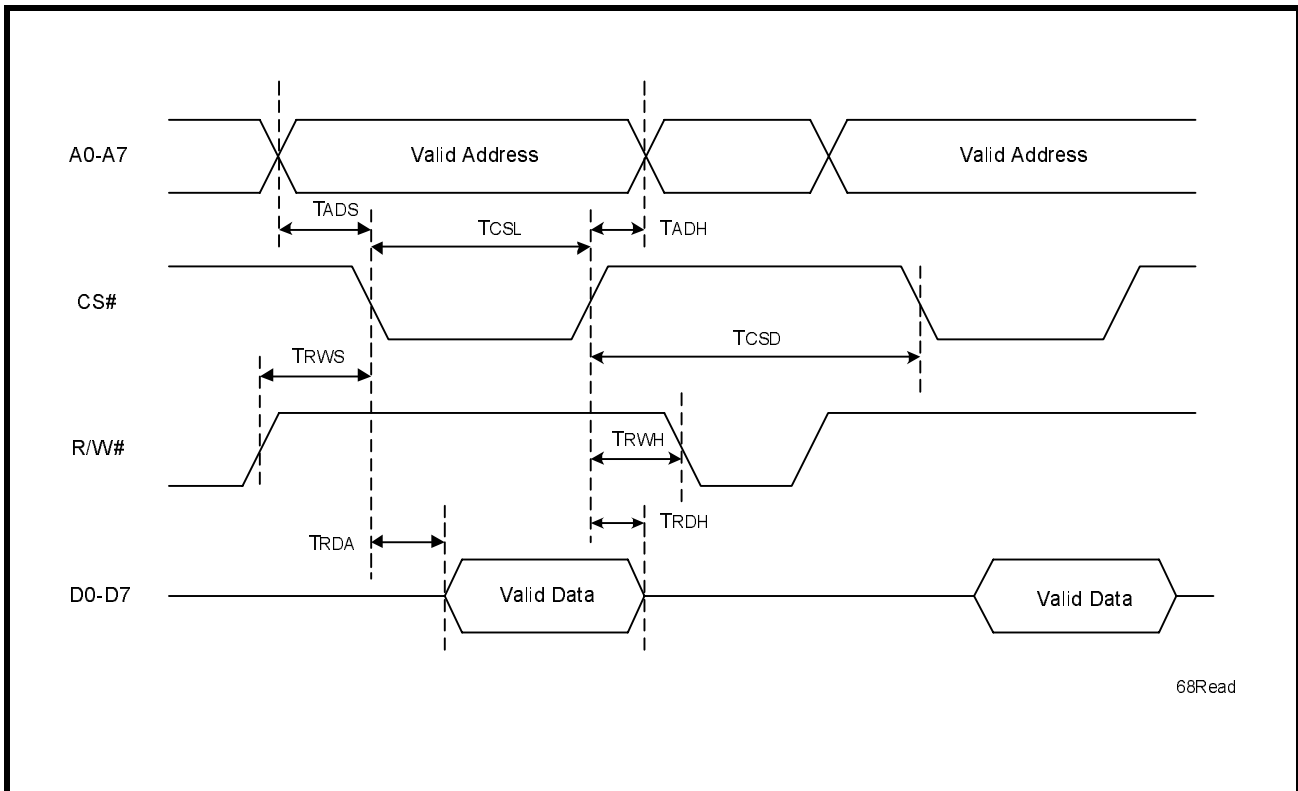 A0-A7
Valid Address
Valid Address
TADS
TCSL
TADH
CS#
TCSD
TRWS
R/W#
TRWH
TRDA
TRDH
D0-D7
Valid Data
Valid Data
68Read